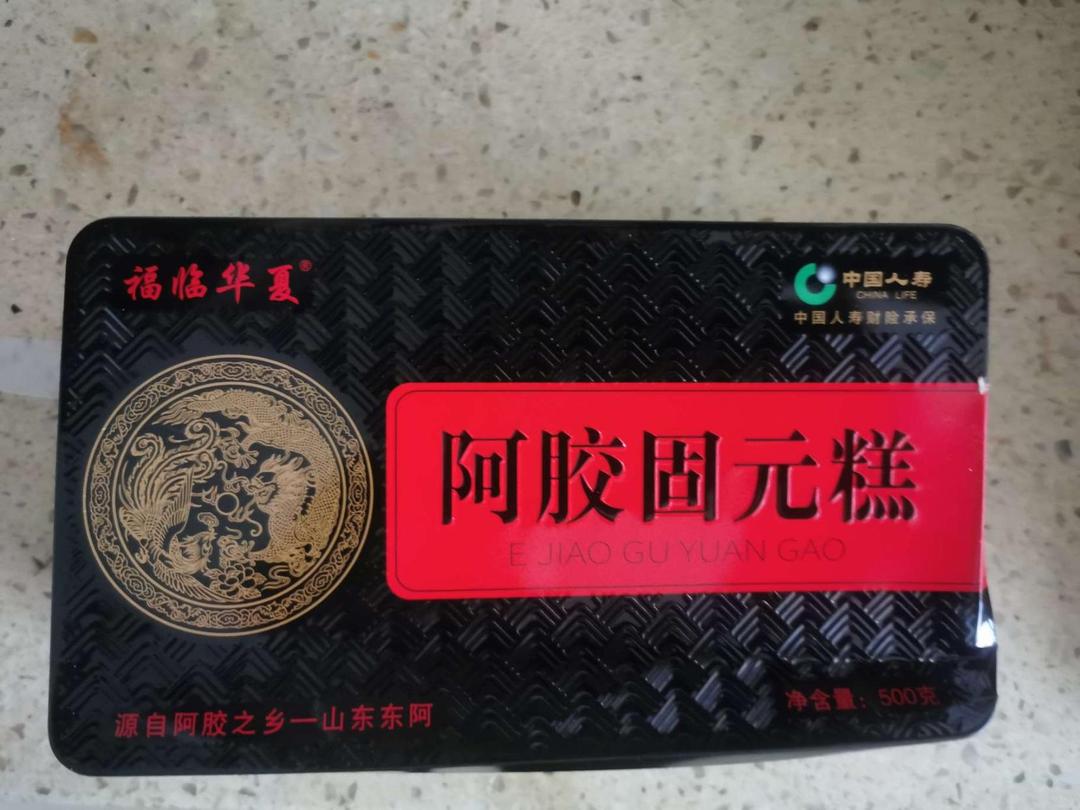 福临华夏®
中国人寿
CHINA LIFE
中国人寿财险承保
阿胶固元糕
E JIAO GU YUAN GAO
源自阿胶之乡—山东东阿
净含量：500克